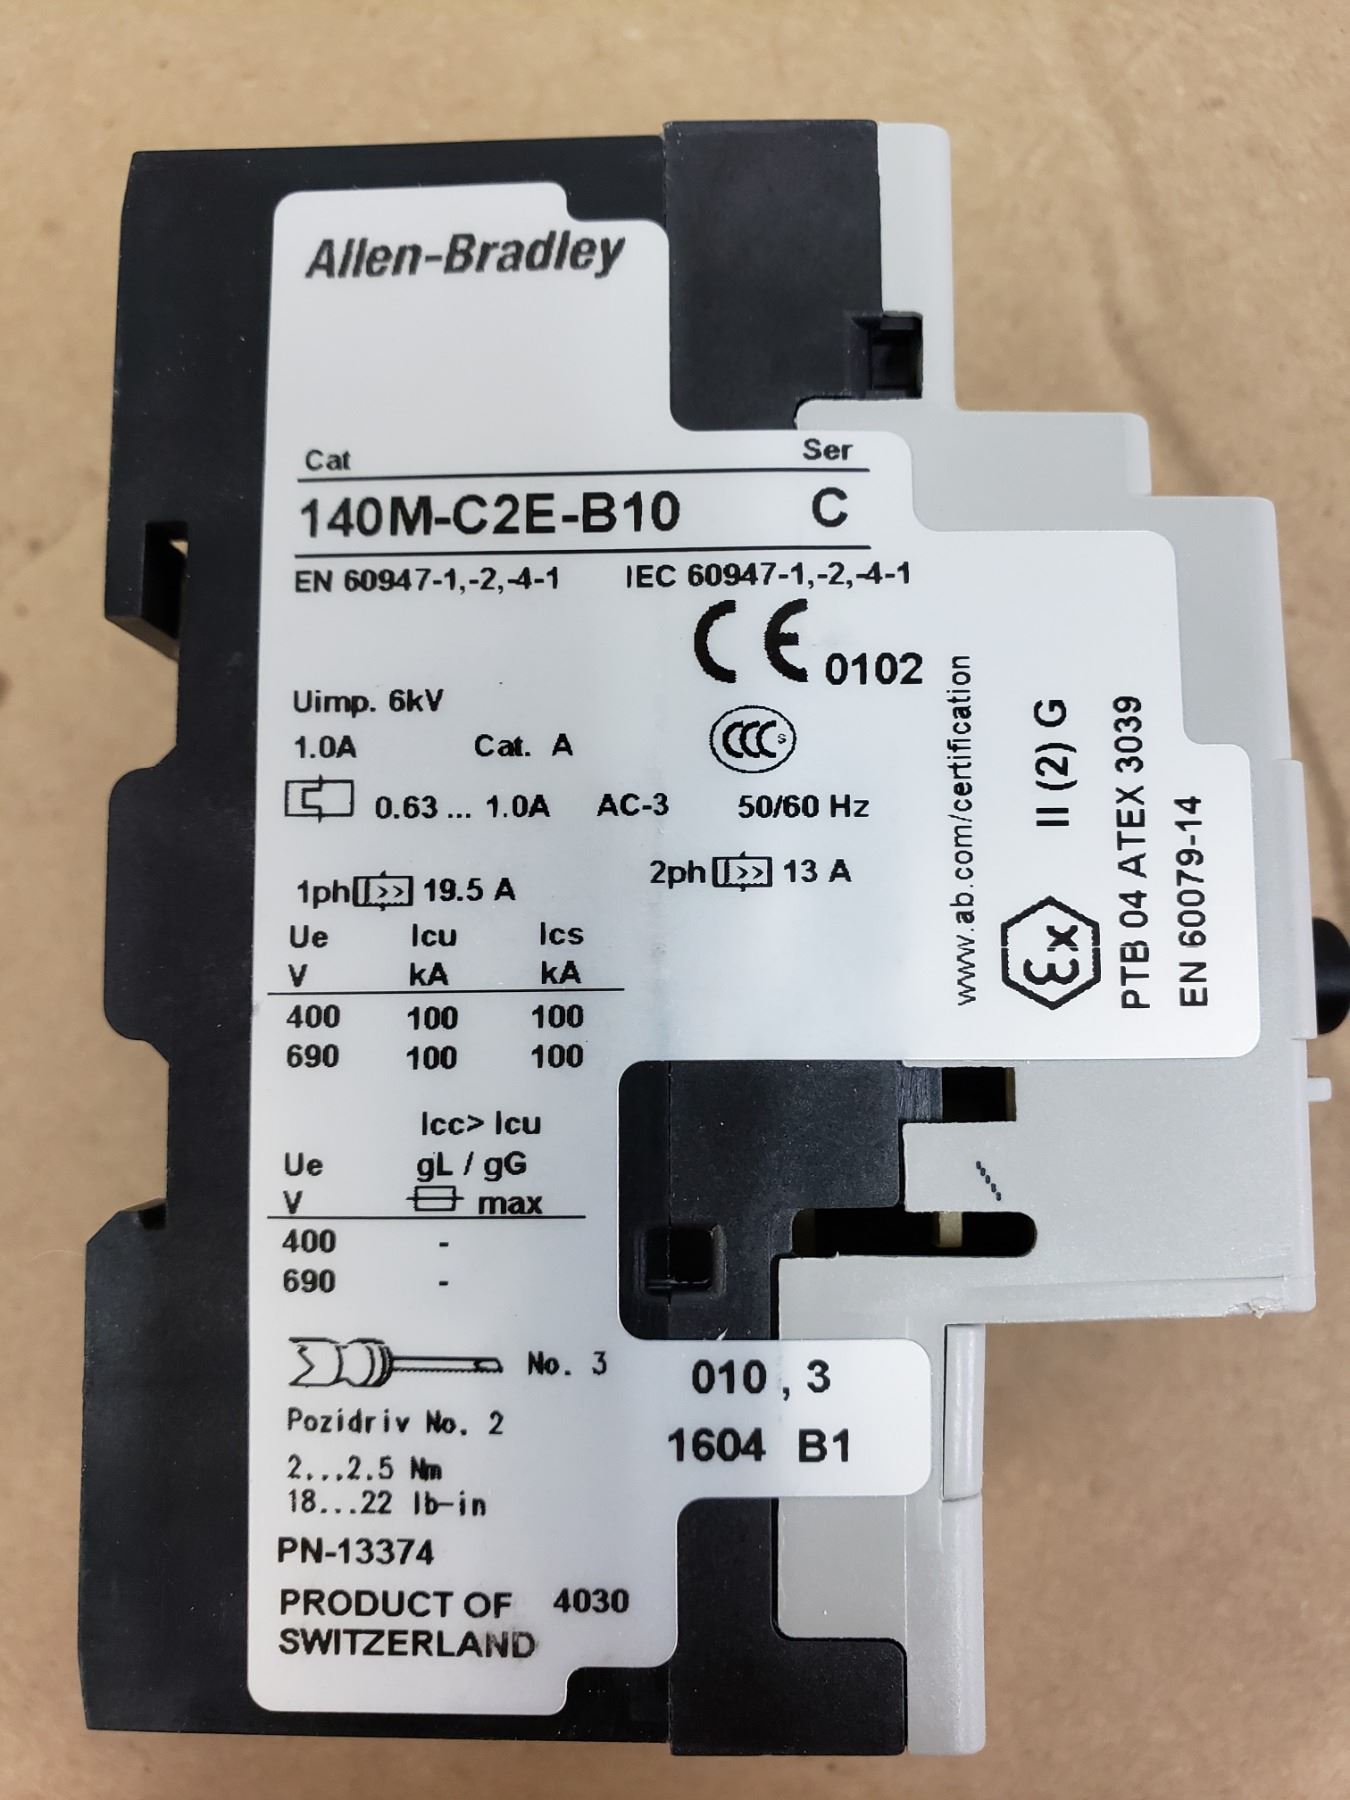 Allen-Bradley
Cat Ser
140M-C2E-B10 C
EN 60947-1,-2,-4-1 IEC 60947-1,-2,-4-1
CE 0102
Uimp. 6kV
1.0A Cat. A
CCC S
0.63 ... 1.0A AC-3 50/60 Hz
1ph >> 19.5 A
2ph >> 13 A
Ue Icu Ics
V kA kA
400 100 100
690 100 100
Icc> Icu
Ue gL / gG
V max
400 -
690 -
No. 3
Pozidriv No. 2
2...2.5 Nm
18...22 lb-in
PN-13374
PRODUCT OF 4030
SWITZERLAND
010 , 3
1604 B1
www.ab.com/certification
Ex II (2) G
PTB 04 ATEX 3039
EN 60079-14